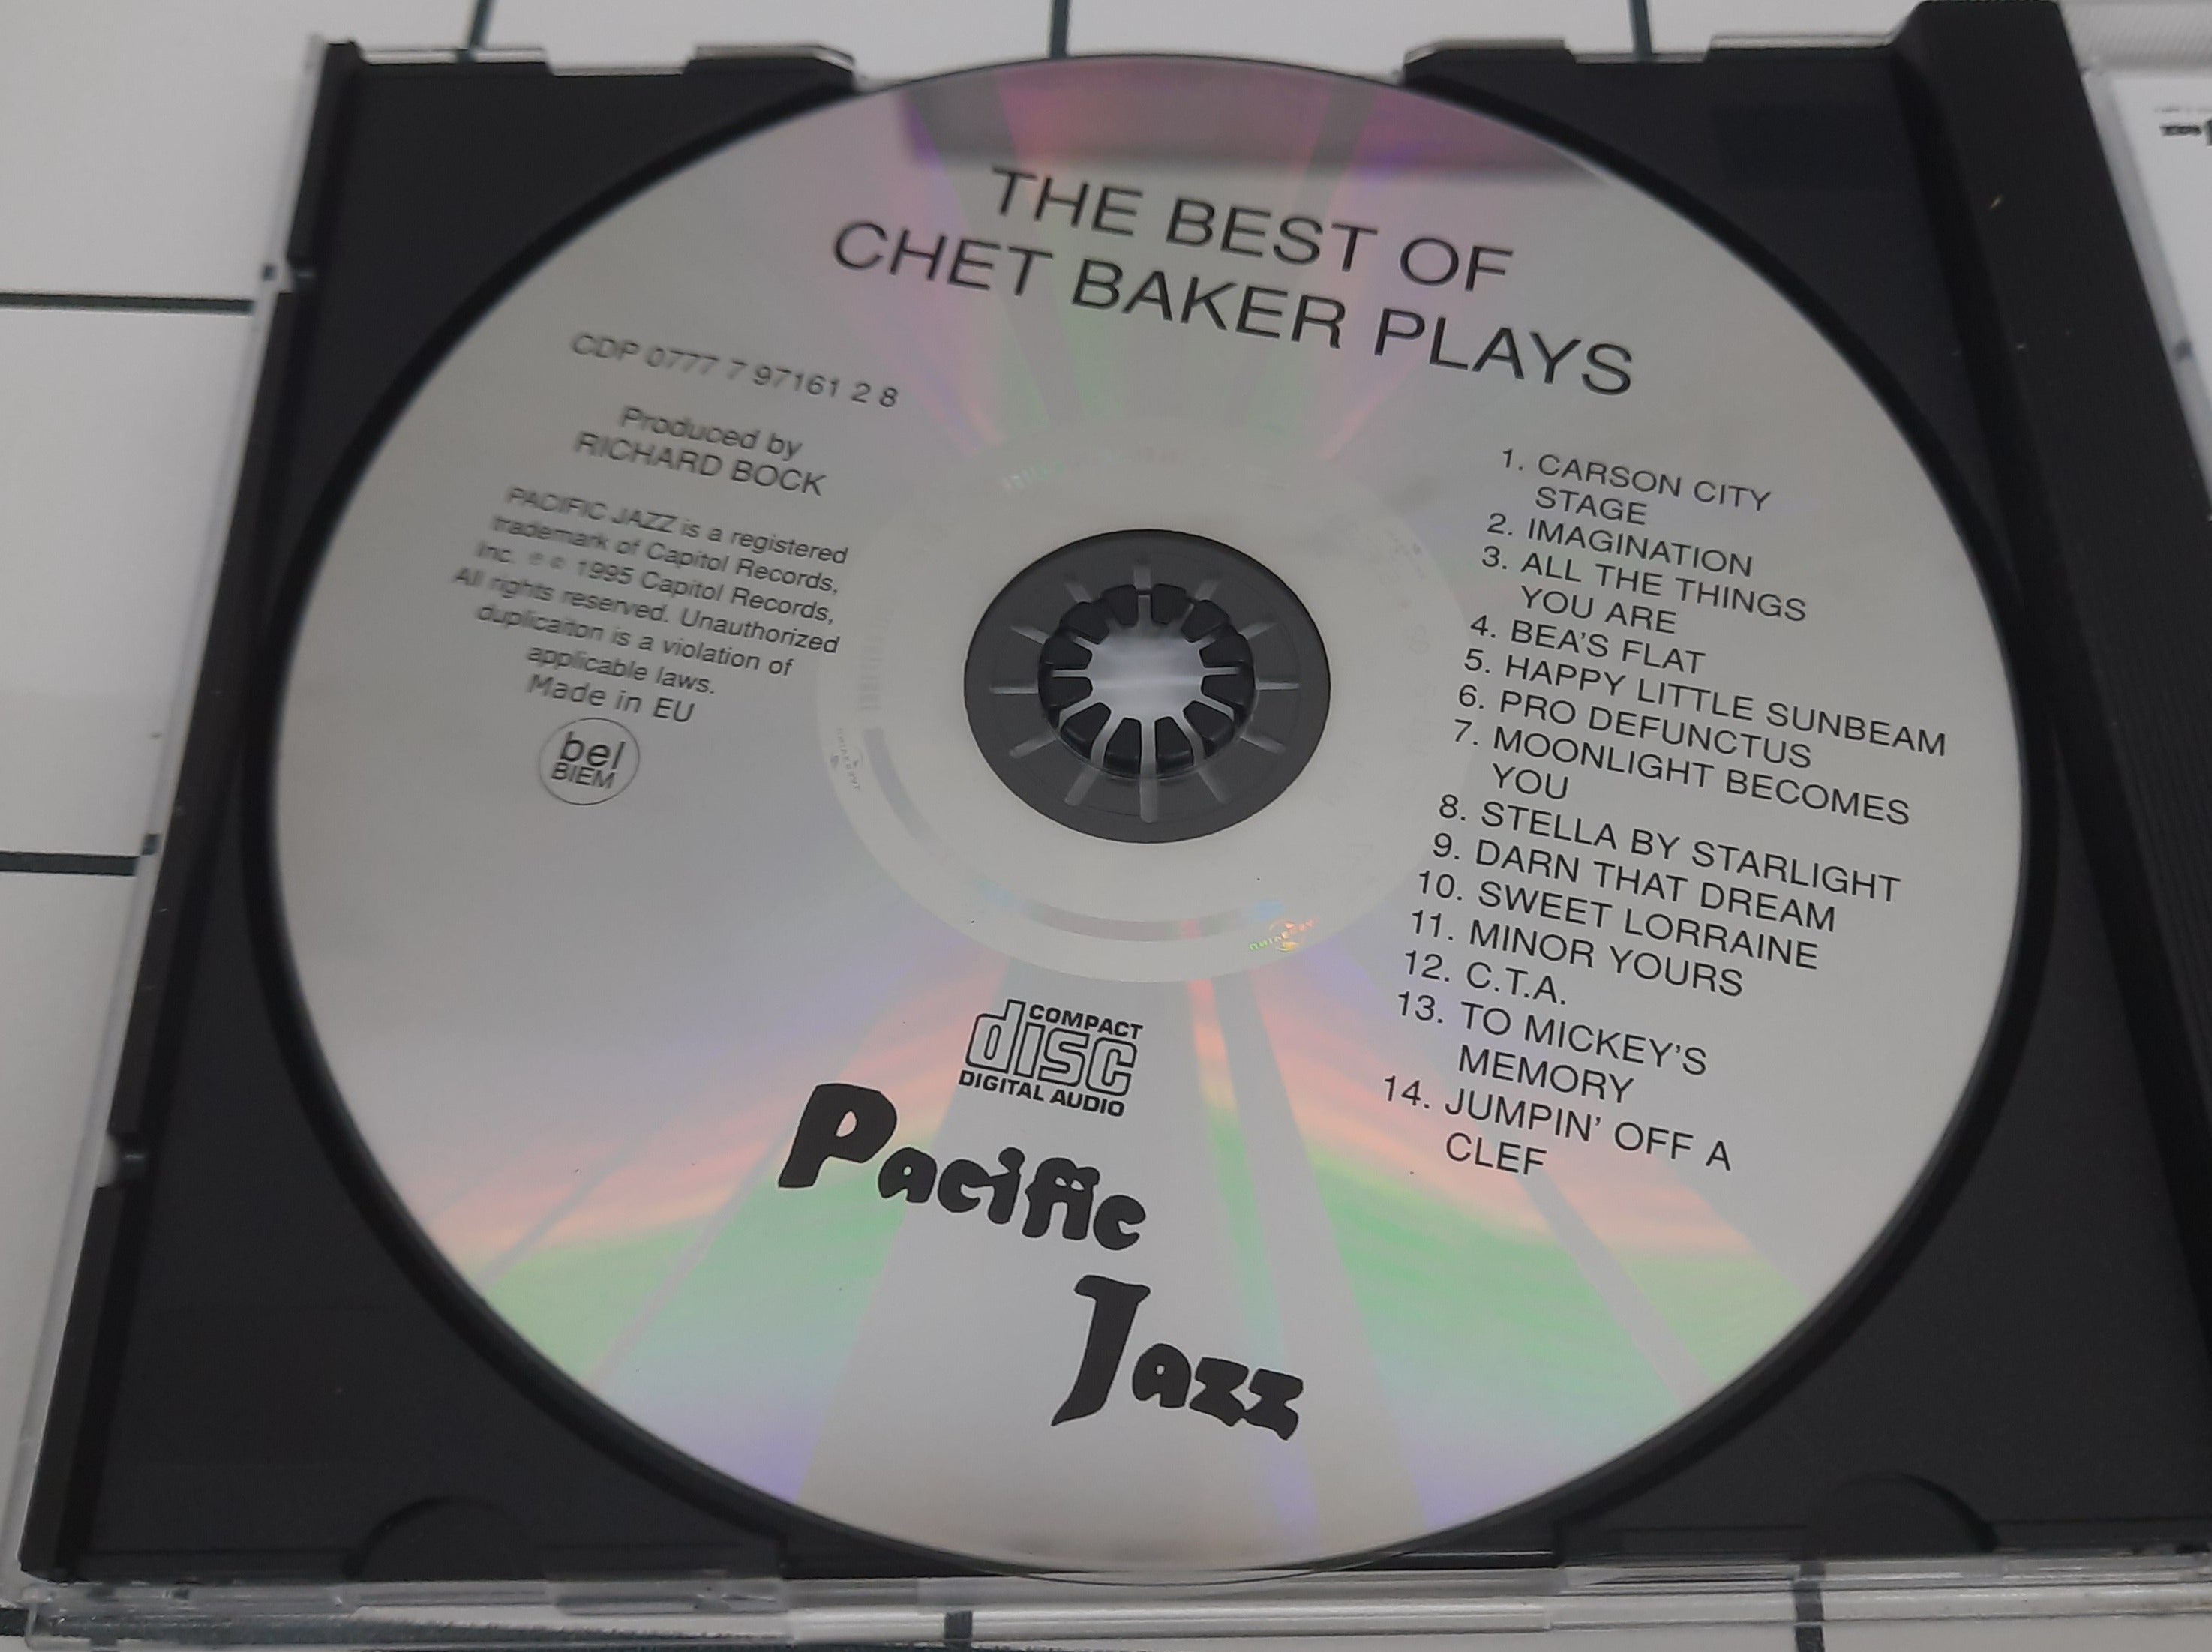 THE BEST OF
CHET BAKER PLAYS
CDP 0777 7 97161 2 8
Produced by
RICHARD BOCK
PACIFIC JAZZ is a registered
trademark of Capitol Records,
Inc. ℗ © 1995 Capitol Records,
All rights reserved. Unauthorized
duplicaiton is a violation of
applicable laws.
Made in EU
bel
BIEM
1. CARSON CITY
STAGE
2. IMAGINATION
3. ALL THE THINGS
YOU ARE
4. BEA'S FLAT
5. HAPPY LITTLE SUNBEAM
6. PRO DEFUNCTUS
7. MOONLIGHT BECOMES
YOU
8. STELLA BY STARLIGHT
9. DARN THAT DREAM
10. SWEET LORRAINE
11. MINOR YOURS
12. C.T.A.
13. TO MICKEY'S
MEMORY
14. JUMPIN' OFF A
CLEF
COMPACT
disc
DIGITAL AUDIO
Pacific
Jazz